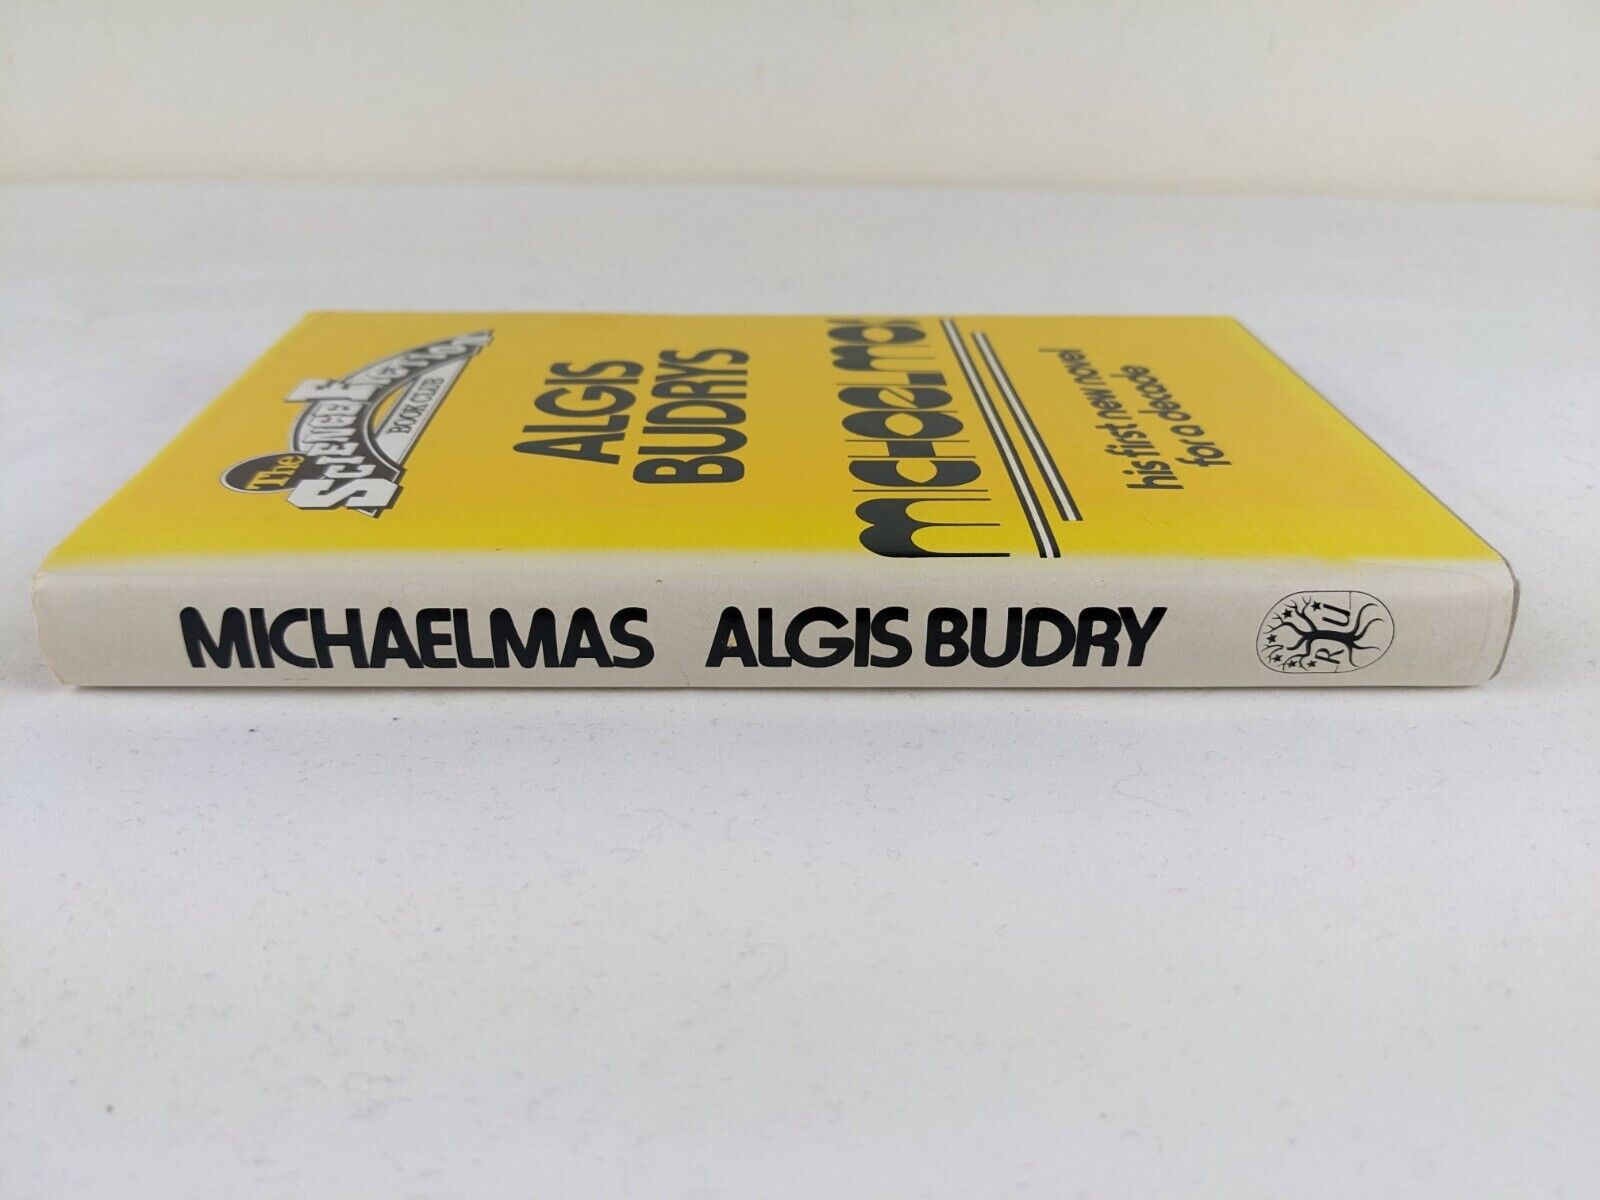 The
SCIENCE FICTION
BOOK CLUB
ALGIS
BUDRYS
michaelmas
his first new novel
for a decade
MICHAELMAS ALGIS BUDRY
R U